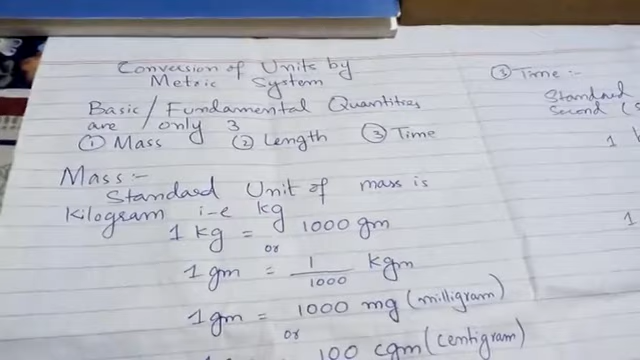 Conversion of Units by
Metric System
Basic / Fundamental Quantities
are only 3
① Mass ② Length ③ Time
Mass :-
Standard Unit of mass is
Kilogram i-e kg
1 kg = 1000 gm
or
1 gm = 1/1000 kgm
1 gm = 1000 mg (milligram)
or
100 cgm (centigram)
③ Time :-
Standard
Second (
1
1